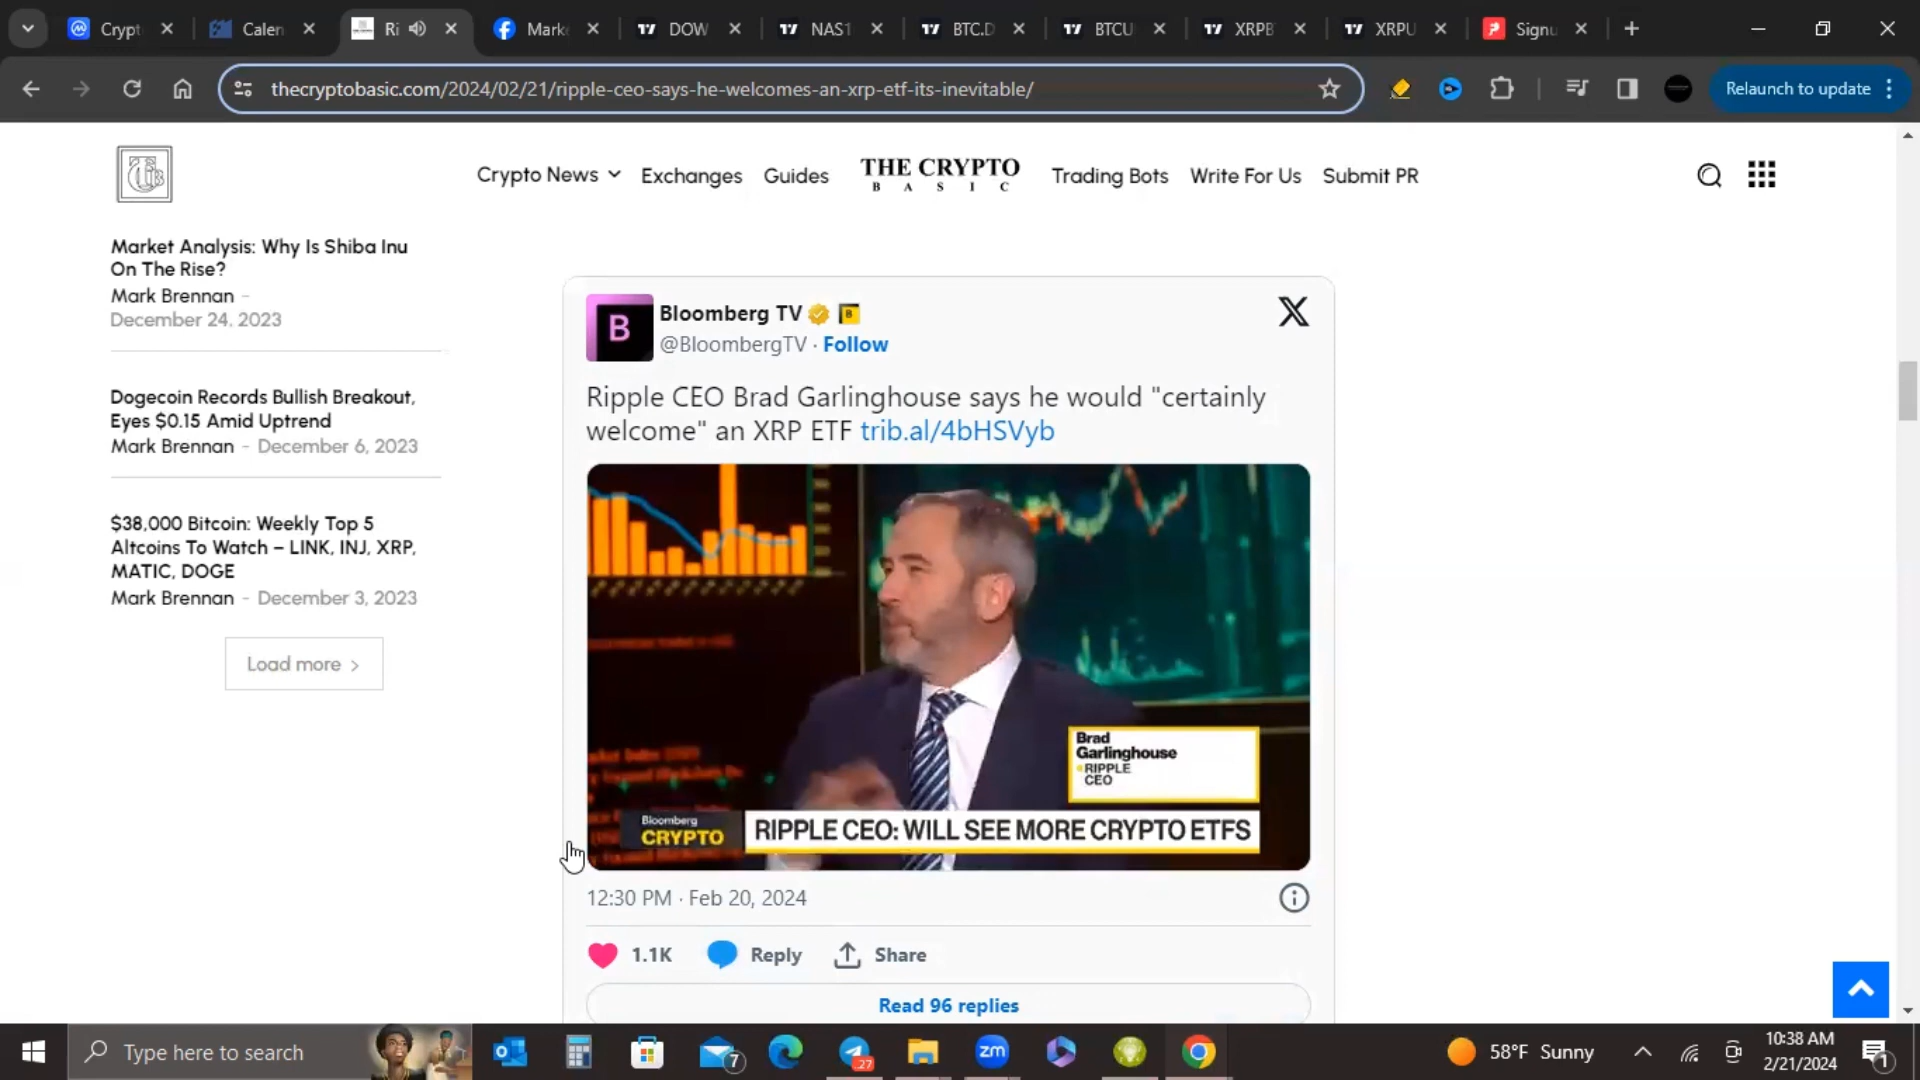 Crypt
Calen
Ri
Marke
DOW
NAS1
BTC.D
BTCU
XRPB
XRPU
Signu
thecryptobasic.com/2024/02/21/ripple-ceo-says-he-welcomes-an-xrp-etf-its-inevitable/
Relaunch to update
Crypto News
Exchanges
Guides
THE CRYPTO
BASIC
Trading Bots
Write For Us
Submit PR
Market Analysis: Why Is Shiba Inu
On The Rise?
Mark Brennan -
December 24, 2023
Dogecoin Records Bullish Breakout,
Eyes $0.15 Amid Uptrend
Mark Brennan - December 6, 2023
$38,000 Bitcoin: Weekly Top 5
Altcoins To Watch – LINK, INJ, XRP,
MATIC, DOGE
Mark Brennan - December 3, 2023
Load more >
B
Bloomberg TV
B
@BloombergTV · Follow
X
Ripple CEO Brad Garlinghouse says he would "certainly
welcome" an XRP ETF trib.al/4bHSVyb
Brad
Garlinghouse
RIPPLE
CEO
Bloomberg
CRYPTO
RIPPLE CEO: WILL SEE MORE CRYPTO ETFS
12:30 PM · Feb 20, 2024
1.1K
Reply
Share
Read 96 replies
Type here to search
7
27
zm
58°F Sunny
10:38 AM
2/21/2024
1